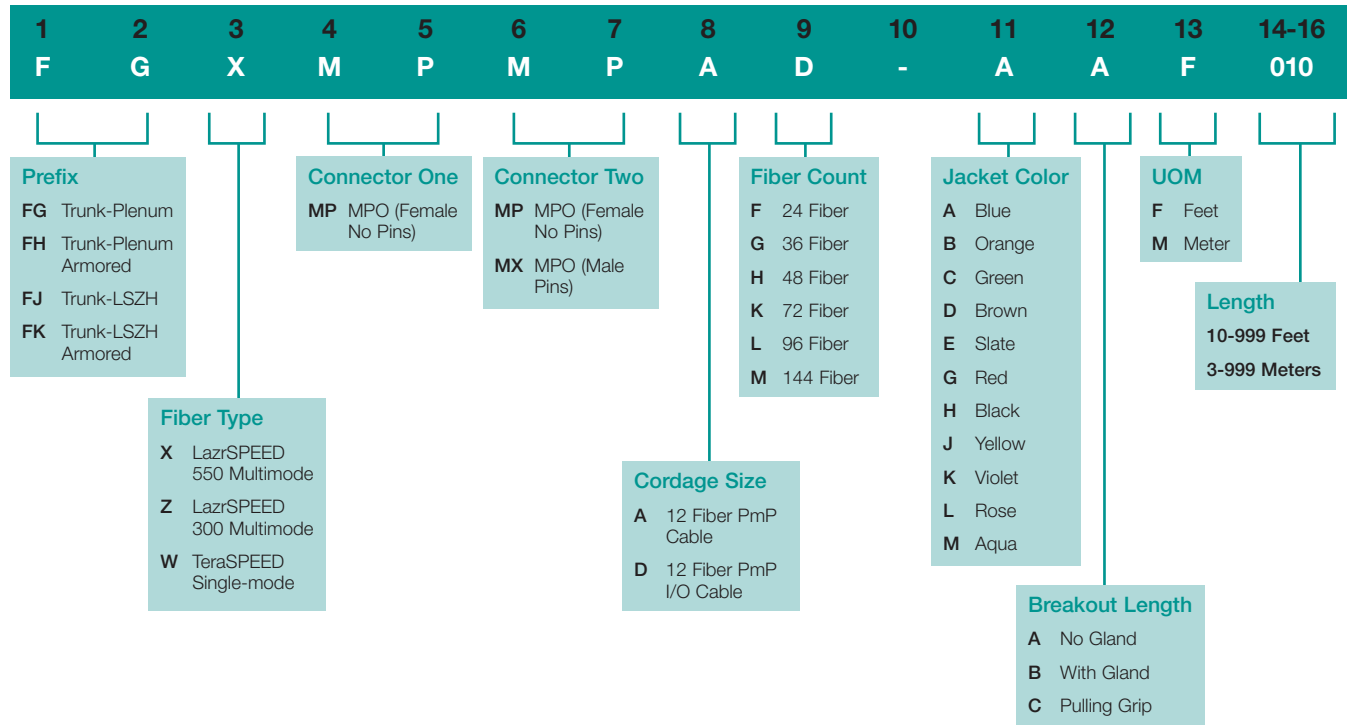 1 2 3 4 5 6 7 8 9 10 11 12 13 14-16
F G X M P M P A D - A A F 010
Prefix
FG Trunk-Plenum
FH Trunk-Plenum
Armored
FJ Trunk-LSZH
FK Trunk-LSZH
Armored
Fiber Type
X LazrSPEED
550 Multimode
Z LazrSPEED
300 Multimode
W TeraSPEED
Single-mode
Connector One
MP MPO (Female
No Pins)
Connector Two
MP MPO (Female
No Pins)
MX MPO (Male
Pins)
Cordage Size
A 12 Fiber PmP
Cable
D 12 Fiber PmP
I/O Cable
Fiber Count
F 24 Fiber
G 36 Fiber
H 48 Fiber
K 72 Fiber
L 96 Fiber
M 144 Fiber
Jacket Color
A Blue
B Orange
C Green
D Brown
E Slate
G Red
H Black
J Yellow
K Violet
L Rose
M Aqua
Breakout Length
A No Gland
B With Gland
C Pulling Grip
UOM
F Feet
M Meter
Length
10-999 Feet
3-999 Meters